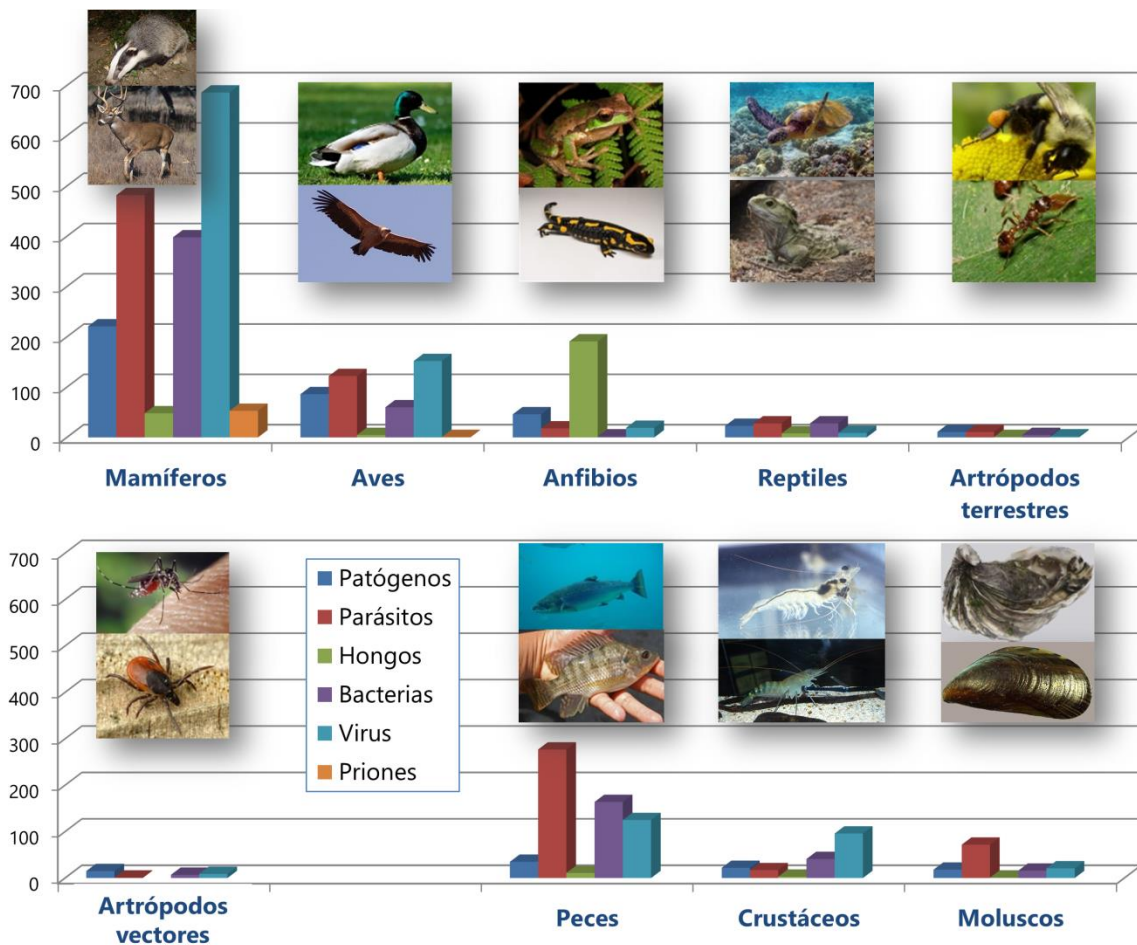 700
600
500
400
300
200
100
0
Mamíferos
Aves
Anfibios
Reptiles
Artrópodos
terrestres
700
600
500
400
300
200
100
0
Patógenos
Parásitos
Hongos
Bacterias
Virus
Priones
Artrópodos
vectores
Peces
Crustáceos
Moluscos